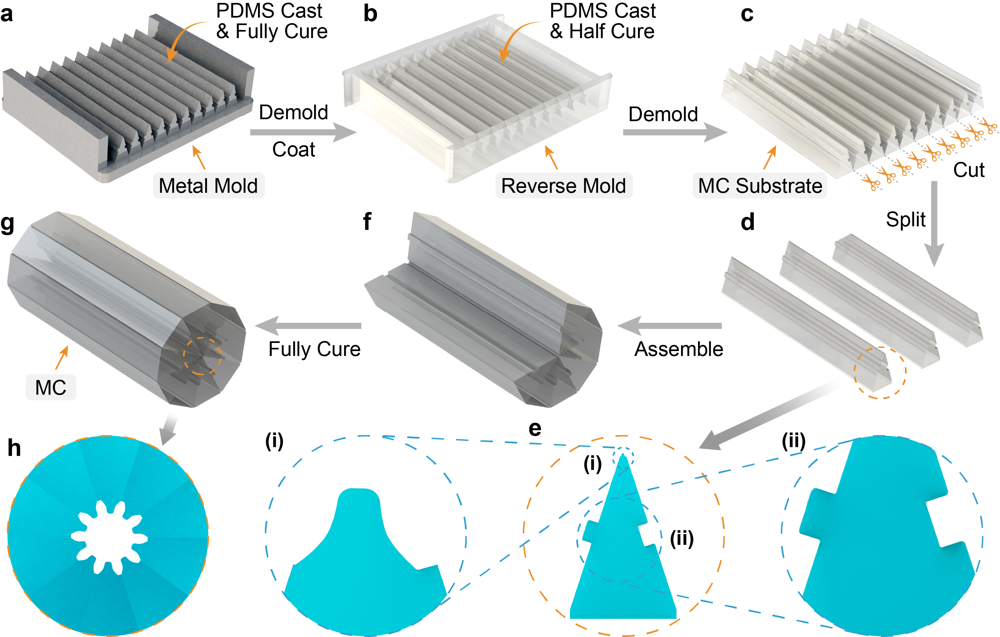 a
PDMS Cast
& Fully Cure
b
PDMS Cast
& Half Cure
c
Demold
Coat
Demold
Cut
Metal Mold
Reverse Mold
MC Substrate
g
f
d
Split
Fully Cure
Assemble
MC
h
(i)
e
(i)
(ii)
(ii)